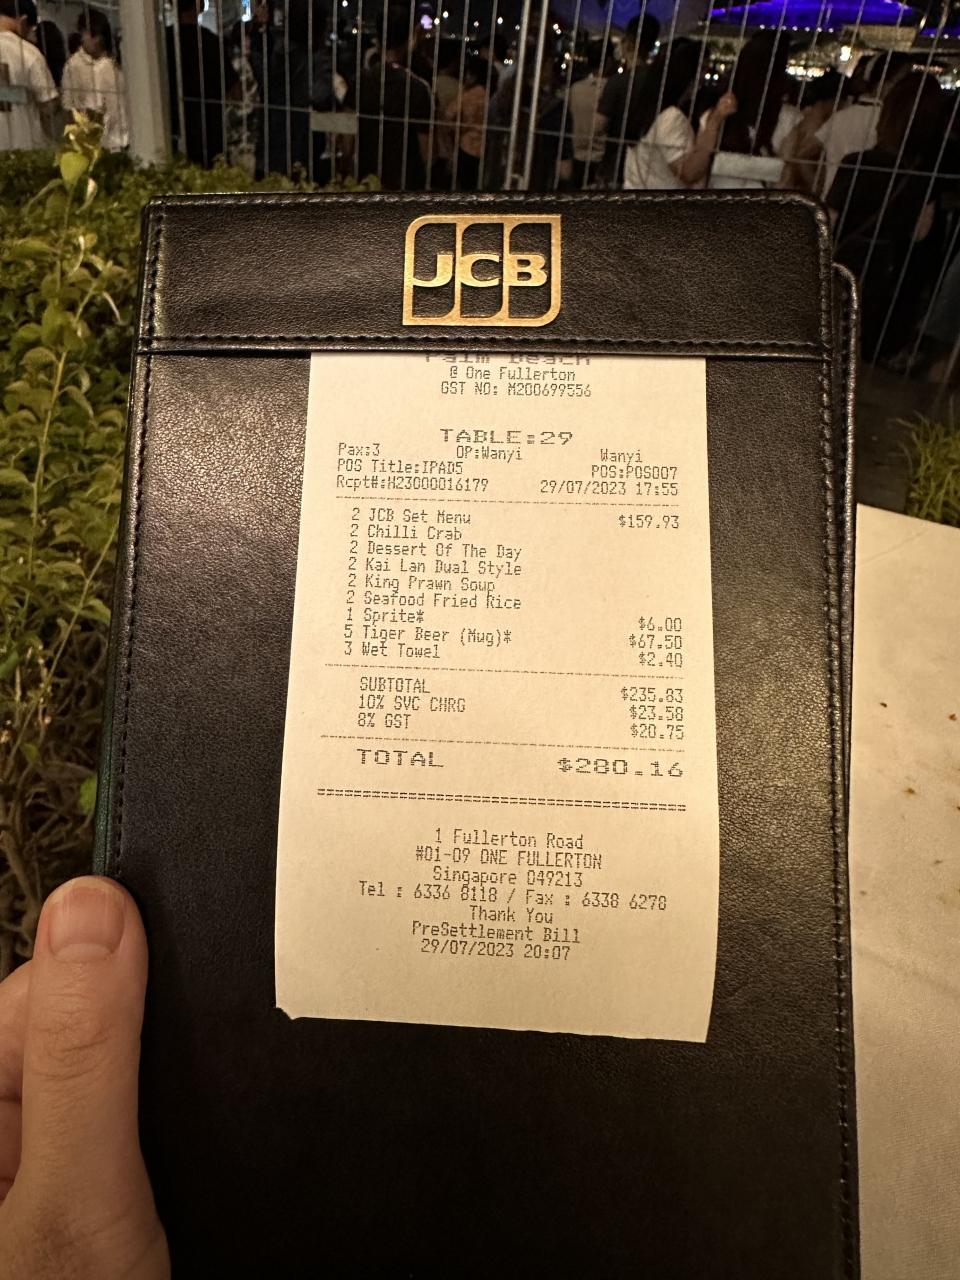 JCB
Palm Beach
@ One Fullerton
GST NO: M200699556
TABLE:29
Pax:3 OP:Wanyi Wanyi
POS Title:IPAD5 POS:POS007
Rcpt#:H23000016179 29/07/2023 17:55
2 JCB Set Menu $159.93
2 Chilli Crab
2 Dessert Of The Day
2 Kai Lan Dual Style
2 King Prawn Soup
2 Seafood Fried Rice
1 Sprite* $6.00
5 Tiger Beer (Mug)* $67.50
3 Wet Towel $2.40
SUBTOTAL $235.83
10% SVC CHRG $23.58
8% GST $20.75
TOTAL $280.16
1 Fullerton Road
#01-09 ONE FULLERTON
Singapore 049213
Tel : 6336 8118 / Fax : 6338 6278
Thank You
PreSettlement Bill
29/07/2023 20:07